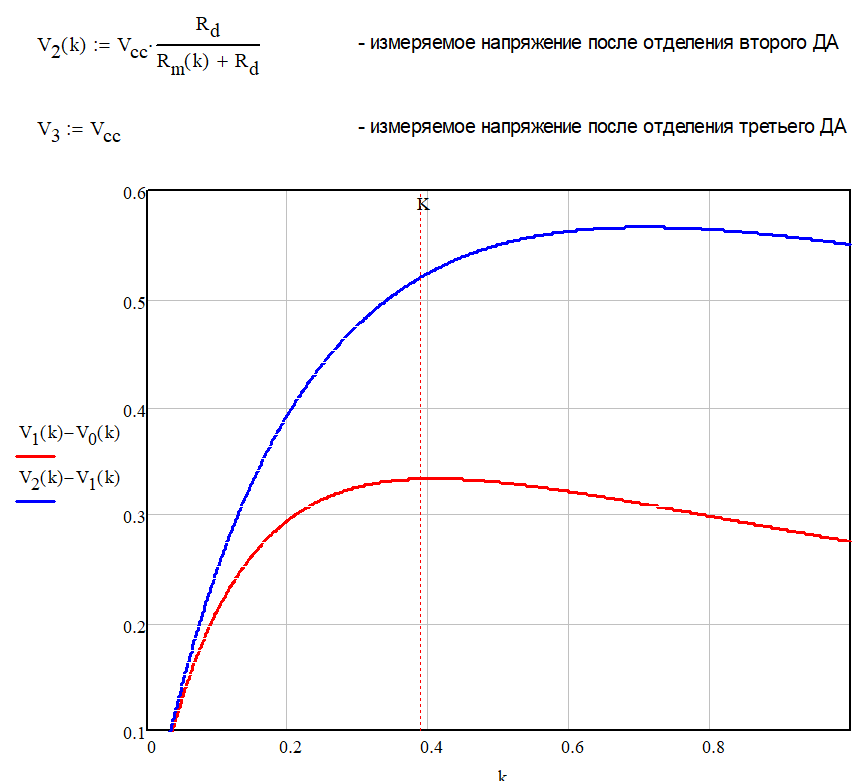 V2(k) := Vcc · Rd / (Rm(k) + Rd) - измеряемое напряжение после отделения второго ДА
V3 := Vcc - измеряемое напряжение после отделения третьего ДА
0.6
K
0.5
0.4
V1(k)−V0(k)
V2(k)−V1(k)
0.3
0.2
0.1
0 0.2 0.4 0.6 0.8
k